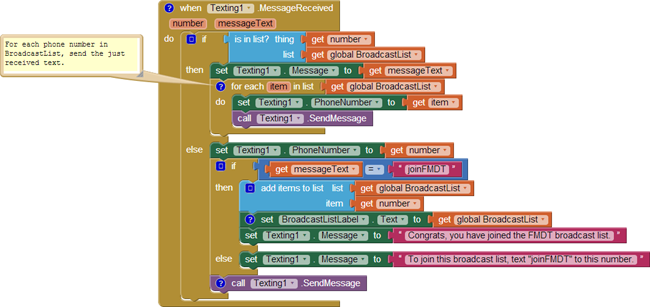 when Texting1 .MessageReceived
number messageText
For each phone number in
BroadcastList, send the just
received text.
do if is in list? thing get number
list get global BroadcastList
then set Texting1 . Message to get messageText
for each item in list get global BroadcastList
do set Texting1 . PhoneNumber to get item
call Texting1 .SendMessage
else set Texting1 . PhoneNumber to get number
if get messageText = " joinFMDT "
then add items to list list get global BroadcastList
item get number
set BroadcastListLabel . Text to get global BroadcastList
set Texting1 . Message to " Congrats, you have joined the FMDT broadcast list. "
else set Texting1 . Message to " To join this broadcast list, text "joinFMDT" to this number. "
call Texting1 .SendMessage